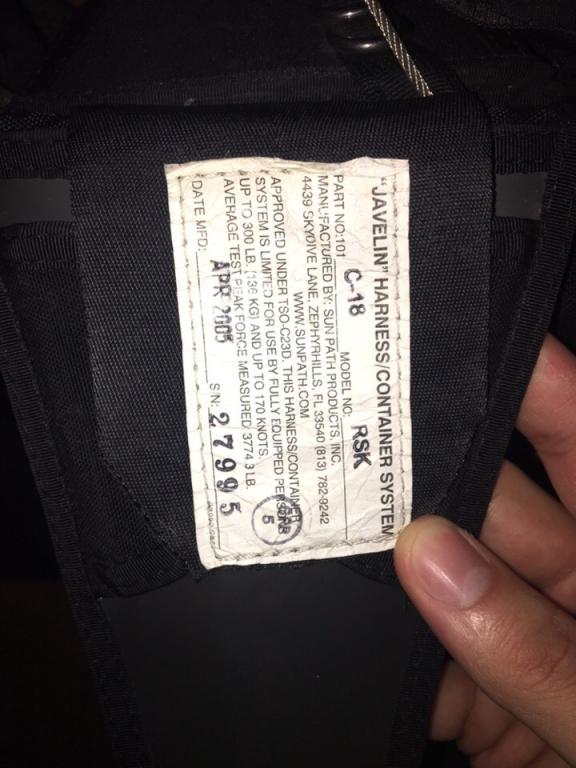 "JAVELIN" HARNESS/CONTAINER SYSTEM
PART NO:101 C-18 MODEL NO: RSK
MANUFACTURED BY: SUN PATH PRODUCTS, INC.
4439 SKYDIVE LANE, ZEPHYRHILLS, FL 33540 (813) 782-9242
WWW.SUNPATH.COM
APPROVED UNDER TSO-C23D. THIS HARNESS/CONTAINER
SYSTEM IS LIMITED FOR USE BY FULLY EQUIPPED PERSONS
UP TO 300 LB. (136 KG) AND UP TO 170 KNOTS.
AVERAGE TEST PEAK FORCE MEASURED 3774.3 LB.
DATE MFD: APR 2005 S/N: 27995
5